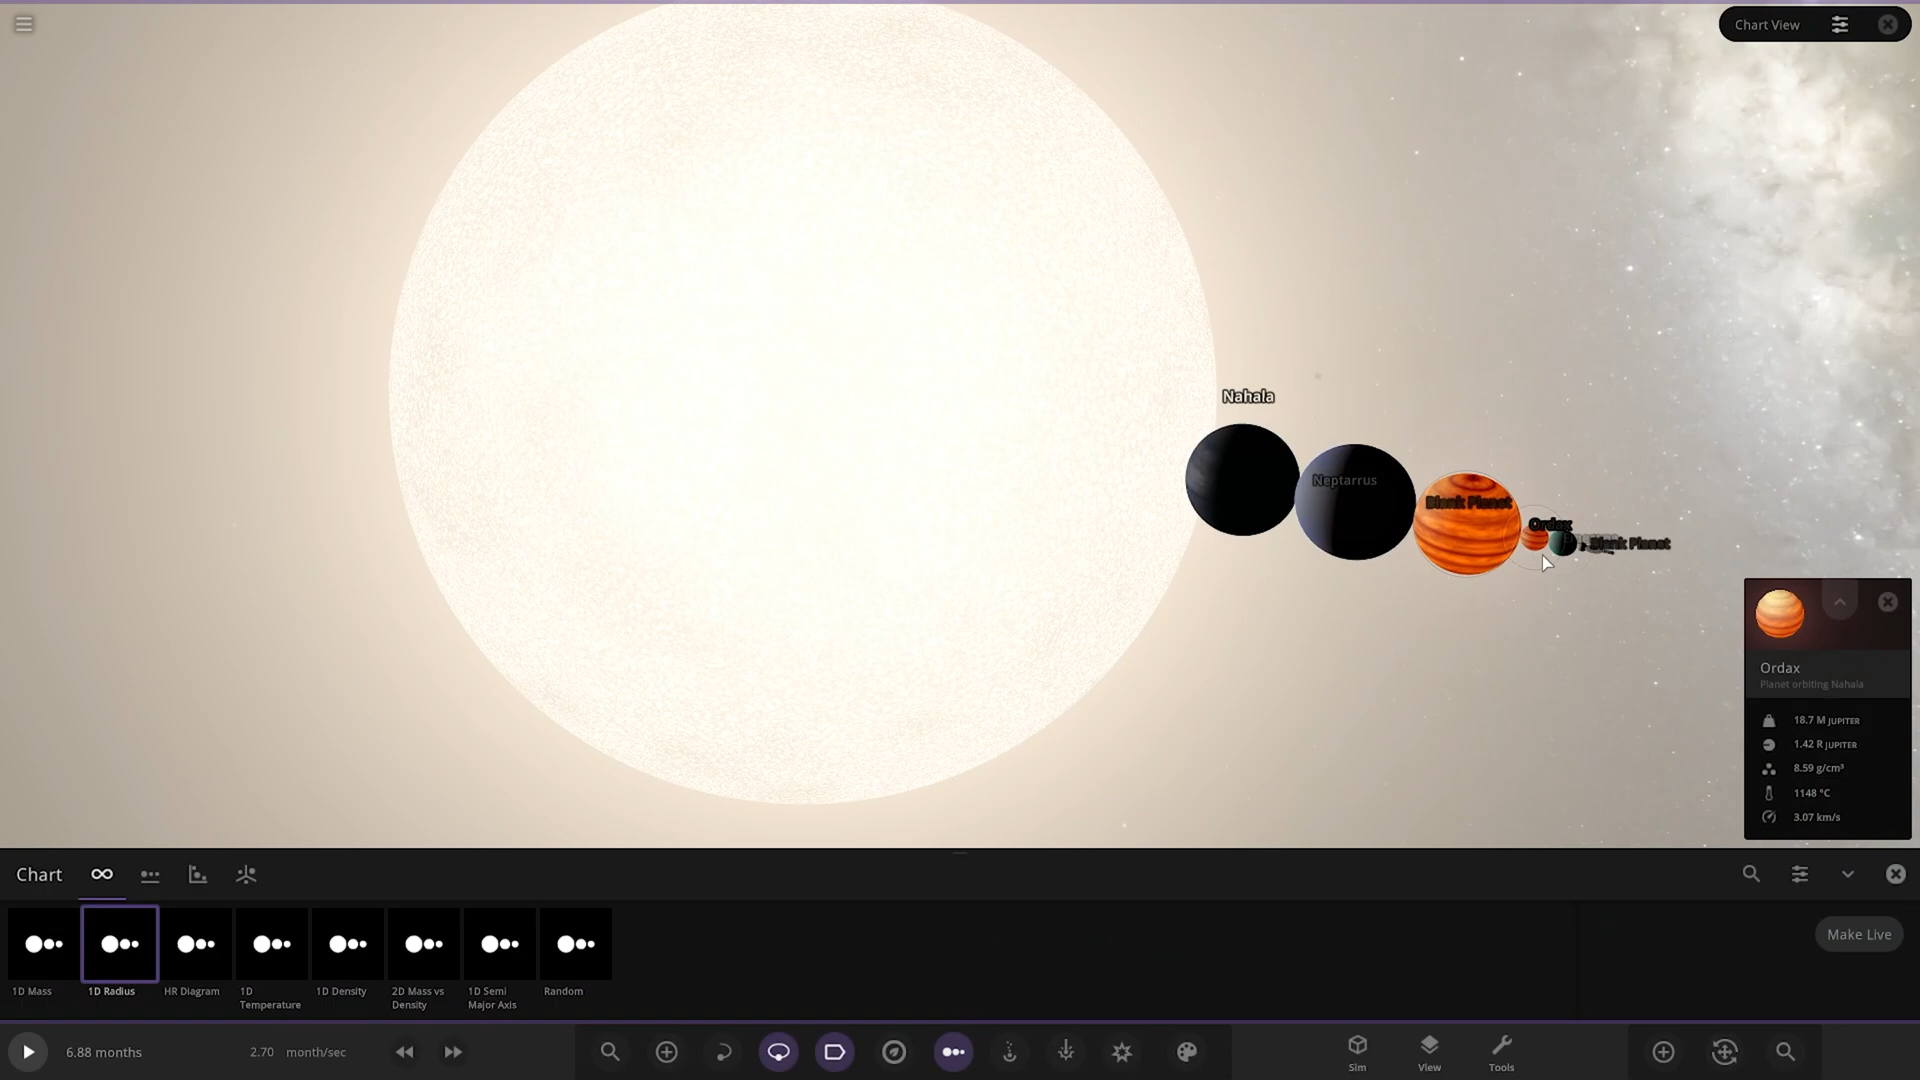 Chart View
Nahala
Neptarrus
Blank Planet
Ordax
Blank Planet
Ordax
Planet orbiting Nahala
18.7 M JUPITER
1.42 R JUPITER
8.59 g/cm³
1148 °C
3.07 km/s
Chart
Make Live
1D Mass
1D Radius
HR Diagram
1D Temperature
1D Density
2D Mass vs Density
1D Semi Major Axis
Random
6.88 months
2.70 month/sec
Sim
View
Tools